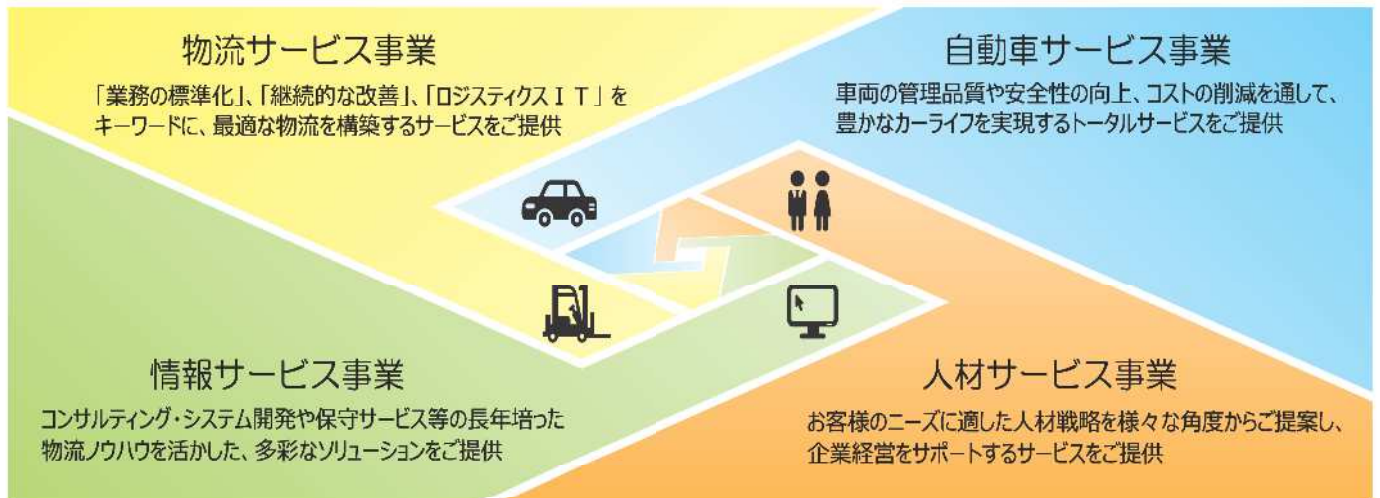 物流サービス事業
「業務の標準化」、「継続的な改善」、「ロジスティクスＩＴ」を
キーワードに、最適な物流を構築するサービスをご提供
自動車サービス事業
車両の管理品質や安全性の向上、コストの削減を通して、
豊かなカーライフを実現するトータルサービスをご提供
情報サービス事業
コンサルティング・システム開発や保守サービス等の長年培った
物流ノウハウを活かした、多彩なソリューションをご提供
人材サービス事業
お客様のニーズに適した人材戦略を様々な角度からご提案し、
企業経営をサポートするサービスをご提供